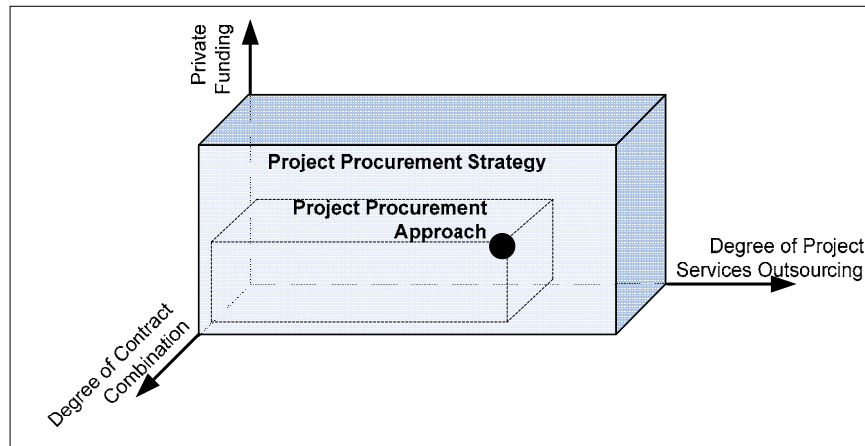 Private
Funding
Project Procurement Strategy
Project Procurement
Approach
Degree of Project
Services Outsourcing
Degree of Contract
Combination